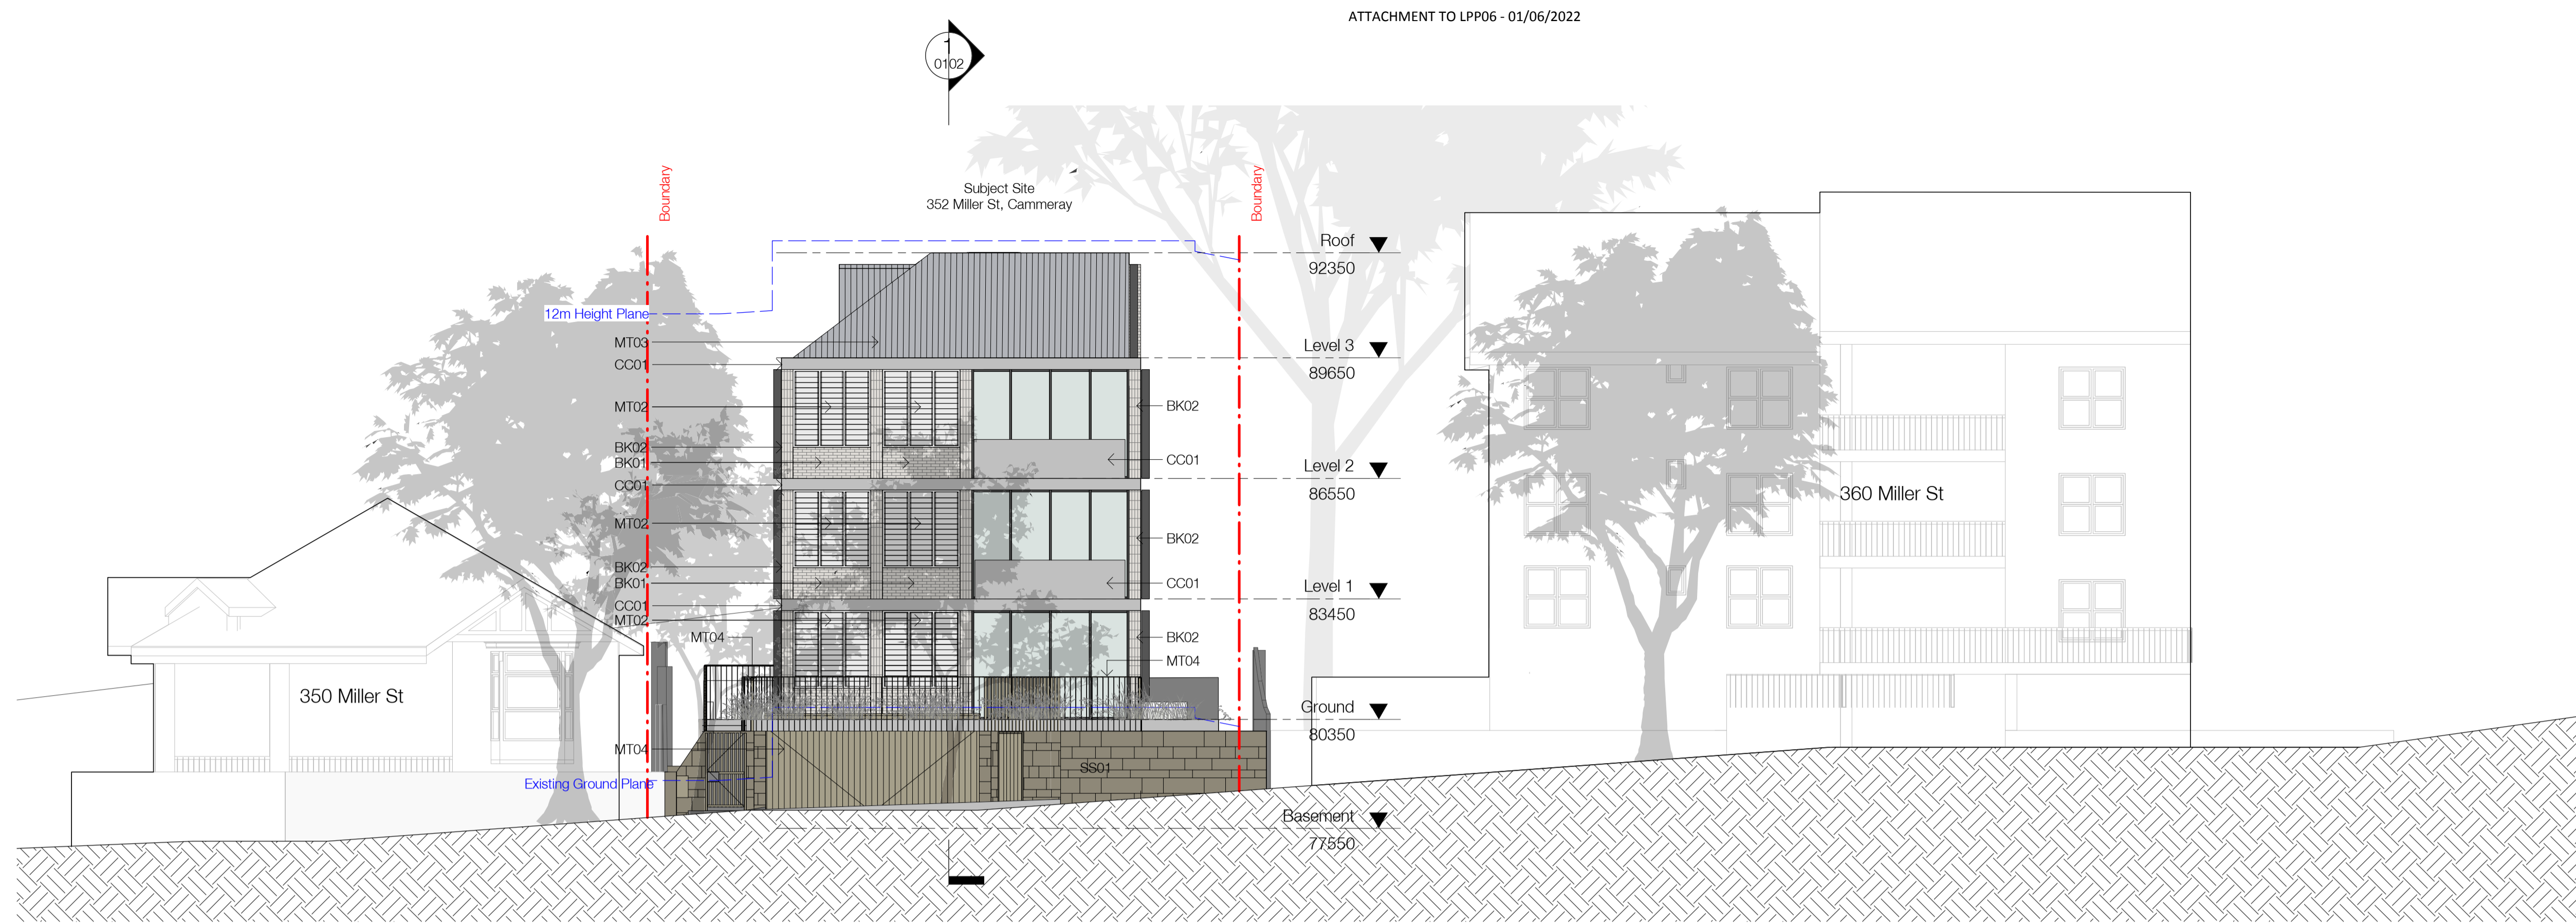 ATTACHMENT TO LPP06 - 01/06/2022
1
0102
Boundary
Subject Site
352 Miller St, Cammeray
Boundary
Roof
92350
12m Height Plane
MT03
Level 3
89650
CC01
MT02
BK02
BK02
BK01
CC01
Level 2
86550
CC01
360 Miller St
MT02
BK02
BK02
BK01
CC01
Level 1
83450
CC01
MT02
MT04
BK02
MT04
350 Miller St
Ground
80350
MT04
SS01
Existing Ground Plane
Basement
77550